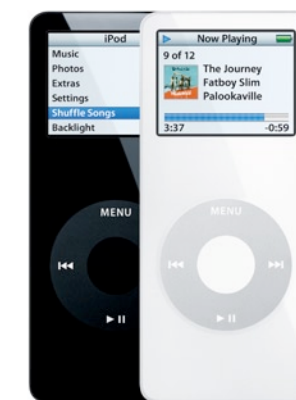 iPod
Music
Photos
Extras
Settings
Shuffle Songs
Backlight
MENU
Now Playing
9 of 12
The Journey
Fatboy Slim
Palookaville
3:37 -0:59
MENU